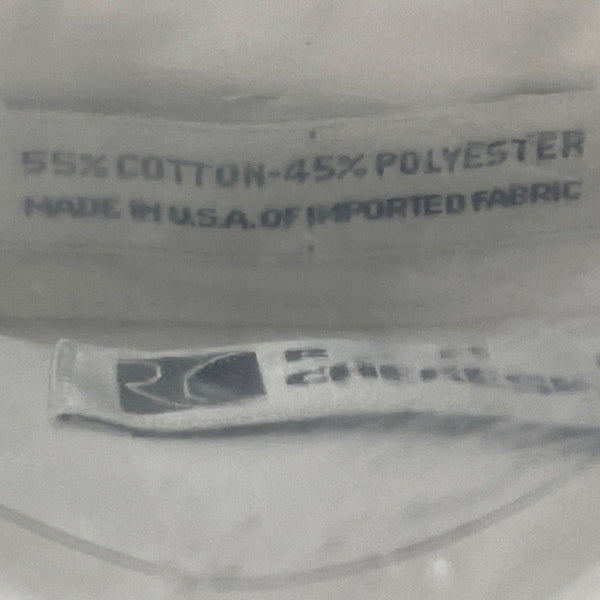 55% COTTON-45% POLYESTER
MADE IN U.S.A. OF IMPORTED FABRIC